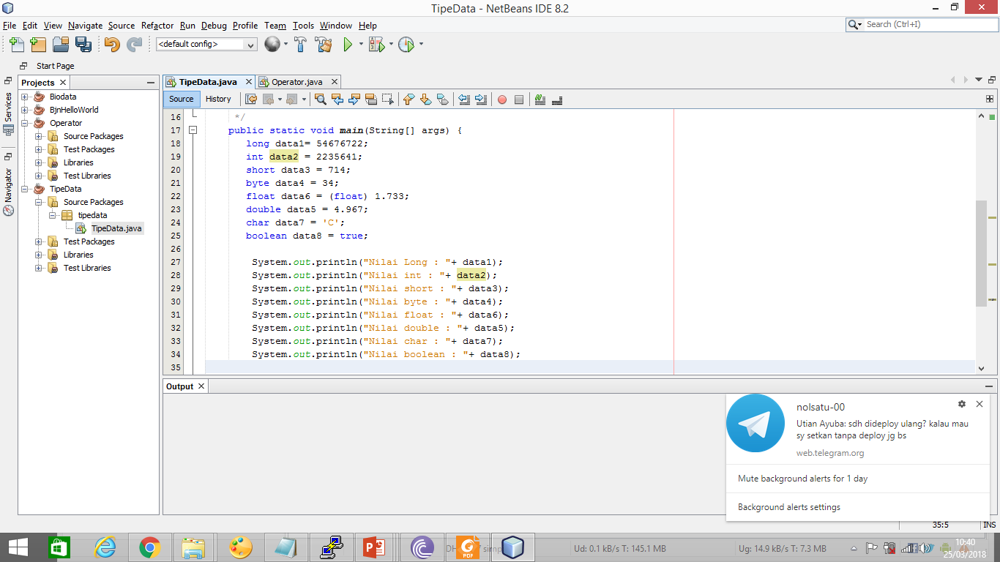 TipeData - NetBeans IDE 8.2
File Edit View Navigate Source Refactor Run Debug Profile Team Tools Window Help
Search (Ctrl+I)
<default config>
Start Page
Services
Navigator
Projects
Biodata
BjnHelloWorld
Operator
Source Packages
Test Packages
Libraries
Test Libraries
TipeData
Source Packages
tipedata
TipeData.java
Test Packages
Libraries
Test Libraries
TipeData.java Operator.java
Source History
16 */
17 public static void main(String[] args) {
18 long data1= 54676722;
19 int data2 = 2235641;
20 short data3 = 714;
21 byte data4 = 34;
22 float data6 = (float) 1.733;
23 double data5 = 4.967;
24 char data7 = 'C';
25 boolean data8 = true;
26
27 System.out.println("Nilai Long : "+ data1);
28 System.out.println("Nilai int : "+ data2);
29 System.out.println("Nilai short : "+ data3);
30 System.out.println("Nilai byte : "+ data4);
31 System.out.println("Nilai float : "+ data6);
32 System.out.println("Nilai double : "+ data5);
33 System.out.println("Nilai char : "+ data7);
34 System.out.println("Nilai boolean : "+ data8);
35
Output
nolsatu-00
Utian Ayuba: sdh dideploy ulang? kalau mau
sy setkan tanpa deploy jg bs
web.telegram.org
Mute background alerts for 1 day
Background alerts settings
35:5 INS
PDF
Ud: 0.1 kB/s T: 145.1 MB
Ug: 14.9 kB/s T: 7.3 MB
10:40
25/03/2018